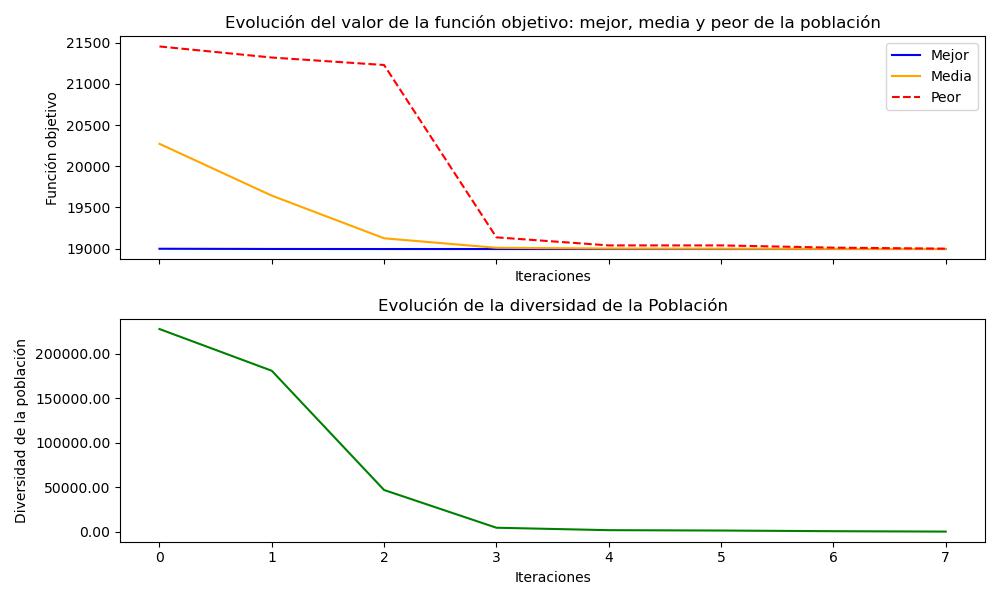 Evolución del valor de la función objetivo: mejor, media y peor de la población
21500
21000
20500
20000
19500
19000
Función objetivo
Mejor
Media
Peor
Iteraciones
Evolución de la diversidad de la Población
200000.00
150000.00
100000.00
50000.00
0.00
Diversidad de la población
0 1 2 3 4 5 6 7
Iteraciones